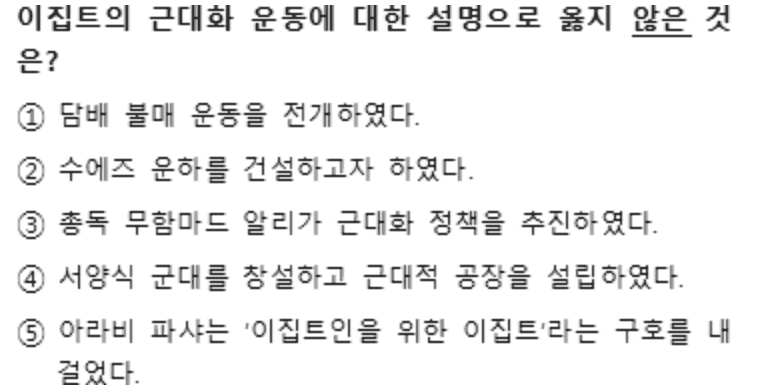 이집트의 근대화 운동에 대한 설명으로 옳지 않은 것
은?
① 담배 불매 운동을 전개하였다.
② 수에즈 운하를 건설하고자 하였다.
③ 총독 무함마드 알리가 근대화 정책을 추진하였다.
④ 서양식 군대를 창설하고 근대적 공장을 설립하였다.
⑤ 아라비 파샤는 '이집트인을 위한 이집트'라는 구호를 내
걸었다.